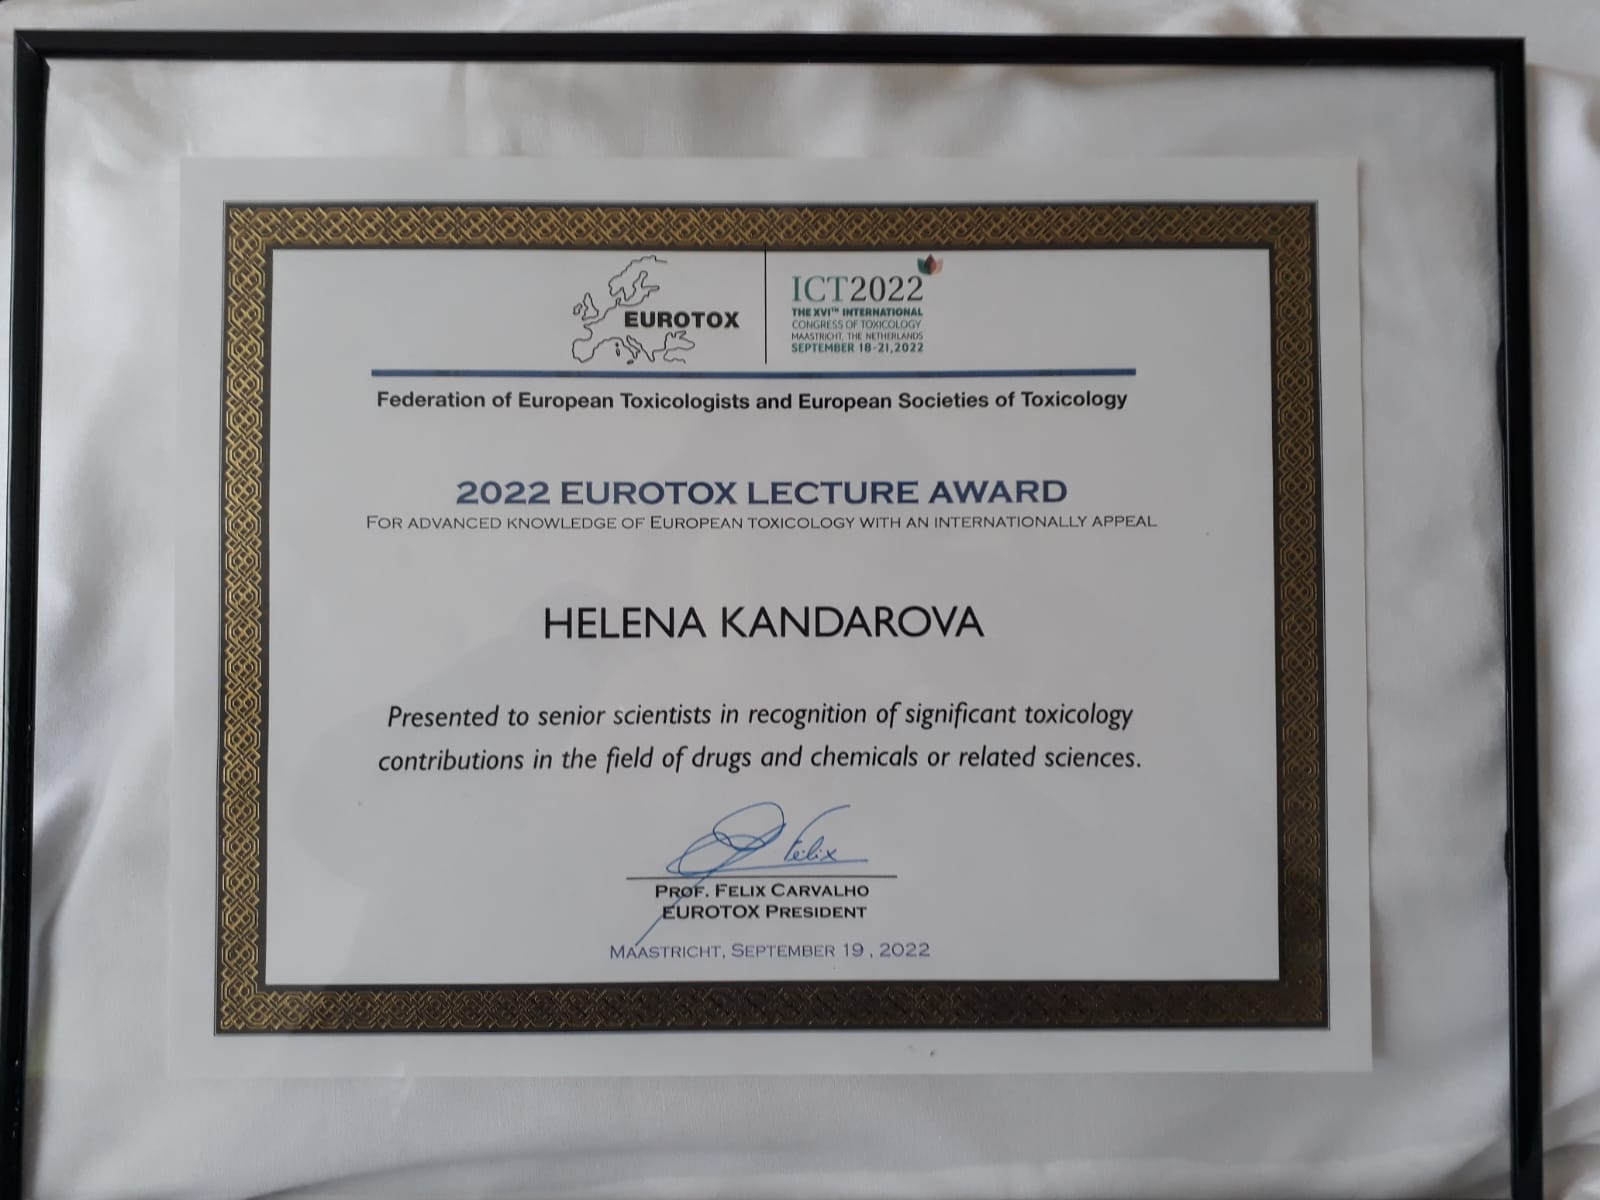 EUROTOX
ICT2022
THE XVITH INTERNATIONAL
CONGRESS OF TOXICOLOGY
MAASTRICHT, THE NETHERLANDS
SEPTEMBER 18-21,2022
Federation of European Toxicologists and European Societies of Toxicology
2022 EUROTOX LECTURE AWARD
FOR ADVANCED KNOWLEDGE OF EUROPEAN TOXICOLOGY WITH AN INTERNATIONALLY APPEAL
HELENA KANDAROVA
Presented to senior scientists in recognition of significant toxicology
contributions in the field of drugs and chemicals or related sciences.
Felix
PROF. FELIX CARVALHO
EUROTOX PRESIDENT
MAASTRICHT, SEPTEMBER 19 , 2022